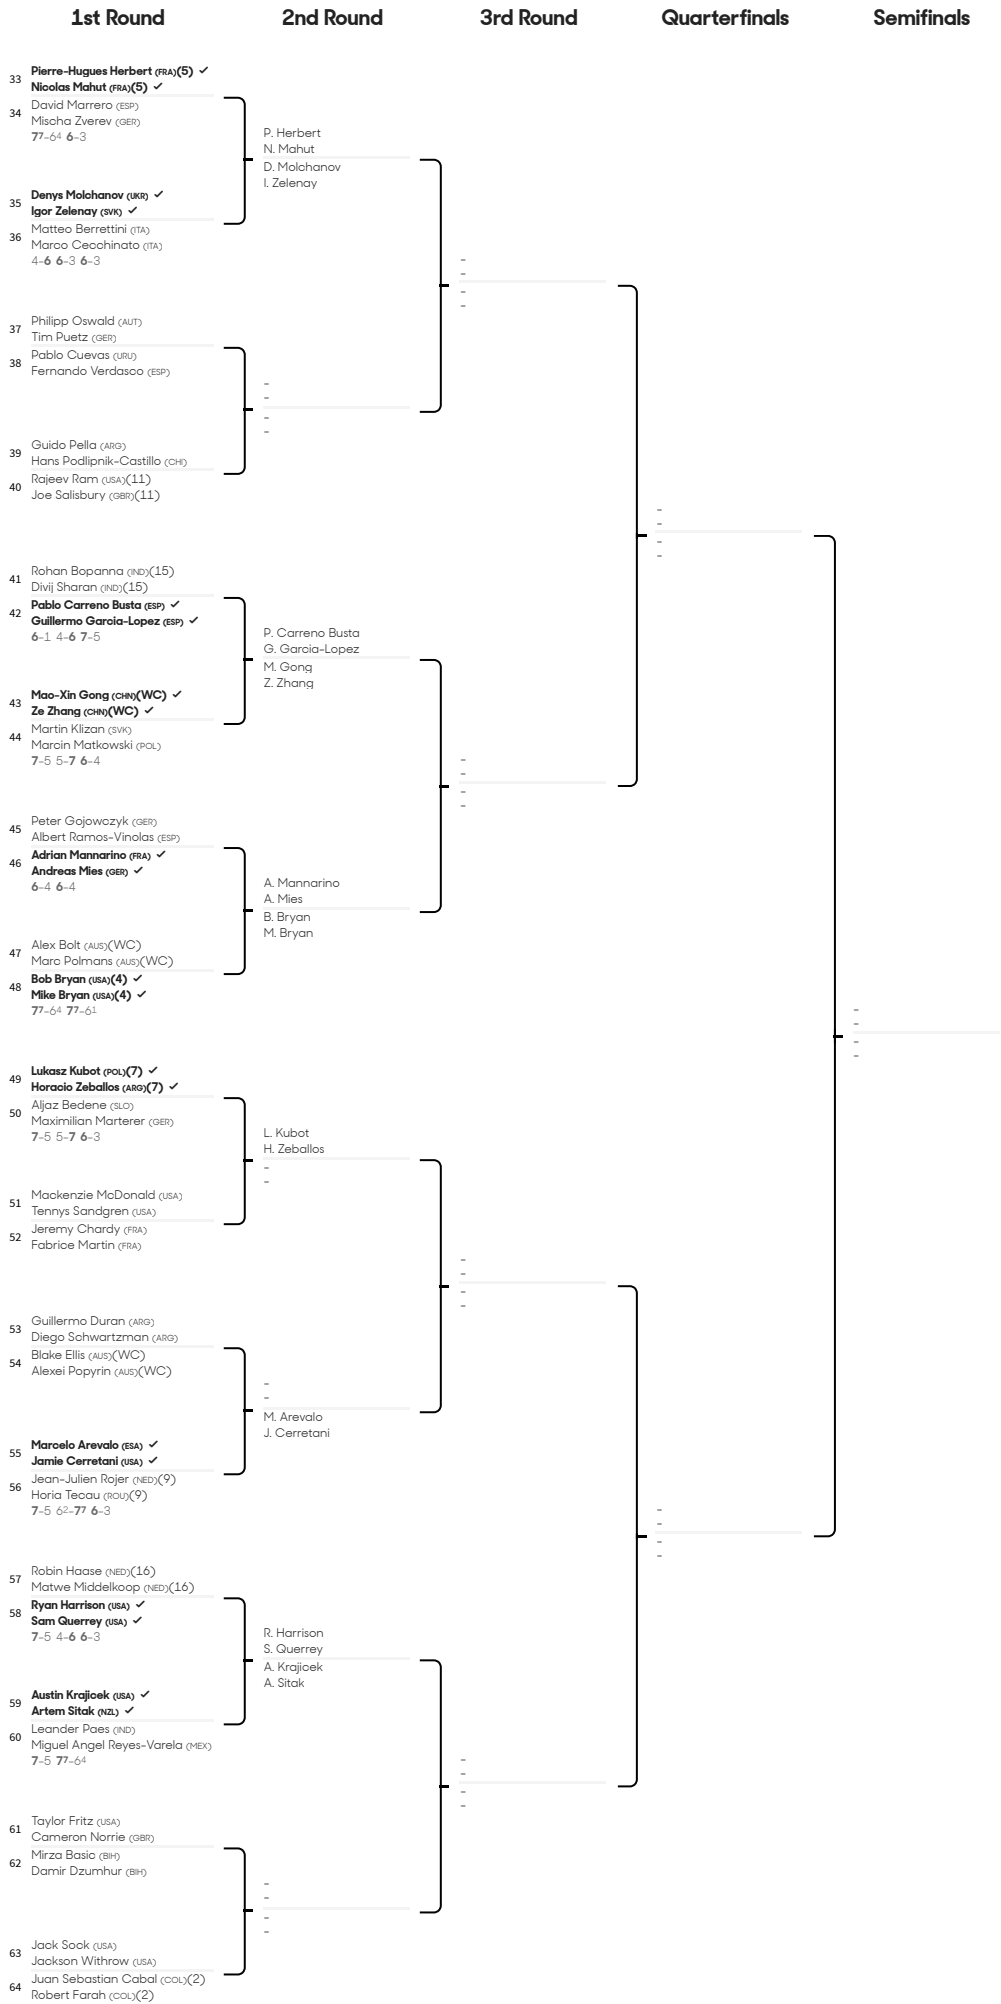 1st Round
2nd Round
3rd Round
Quarterfinals
Semifinals
33
Pierre-Hugues Herbert (FRA)(5) ✓
Nicolas Mahut (FRA)(5) ✓
34
David Marrero (ESP)
Mischa Zverev (GER)
7⁷-6⁴ 6-3
P. Herbert
N. Mahut
D. Molchanov
I. Zelenay
35
Denys Molchanov (UKR) ✓
Igor Zelenay (SVK) ✓
36
Matteo Berrettini (ITA)
Marco Cecchinato (ITA)
4-6 6-3 6-3
-
-
-
-
37
Philipp Oswald (AUT)
Tim Puetz (GER)
38
Pablo Cuevas (URU)
Fernando Verdasco (ESP)
-
-
-
-
39
Guido Pella (ARG)
Hans Podlipnik-Castillo (CHI)
40
Rajeev Ram (USA)(11)
Joe Salisbury (GBR)(11)
-
-
-
-
41
Rohan Bopanna (IND)(15)
Divij Sharan (IND)(15)
42
Pablo Carreno Busta (ESP) ✓
Guillermo Garcia-Lopez (ESP) ✓
6-1 4-6 7-5
P. Carreno Busta
G. Garcia-Lopez
M. Gong
Z. Zhang
43
Mao-Xin Gong (CHN)(WC) ✓
Ze Zhang (CHN)(WC) ✓
44
Martin Klizan (SVK)
Marcin Matkowski (POL)
7-5 5-7 6-4
-
-
-
-
45
Peter Gojowczyk (GER)
Albert Ramos-Vinolas (ESP)
46
Adrian Mannarino (FRA) ✓
Andreas Mies (GER) ✓
6-4 6-4
A. Mannarino
A. Mies
B. Bryan
M. Bryan
47
Alex Bolt (AUS)(WC)
Marc Polmans (AUS)(WC)
48
Bob Bryan (USA)(4) ✓
Mike Bryan (USA)(4) ✓
7⁷-6⁴ 7⁷-6¹
-
-
-
-
49
Lukasz Kubot (POL)(7) ✓
Horacio Zeballos (ARG)(7) ✓
50
Aljaz Bedene (SLO)
Maximilian Marterer (GER)
7-5 5-7 6-3
L. Kubot
H. Zeballos
-
-
51
Mackenzie McDonald (USA)
Tennys Sandgren (USA)
52
Jeremy Chardy (FRA)
Fabrice Martin (FRA)
-
-
-
-
53
Guillermo Duran (ARG)
Diego Schwartzman (ARG)
54
Blake Ellis (AUS)(WC)
Alexei Popyrin (AUS)(WC)
-
-
M. Arevalo
J. Cerretani
55
Marcelo Arevalo (ESA) ✓
Jamie Cerretani (USA) ✓
56
Jean-Julien Rojer (NED)(9)
Horia Tecau (ROU)(9)
7-5 6²-7⁷ 6-3
-
-
-
-
57
Robin Haase (NED)(16)
Matwe Middelkoop (NED)(16)
58
Ryan Harrison (USA) ✓
Sam Querrey (USA) ✓
7-5 4-6 6-3
R. Harrison
S. Querrey
A. Krajicek
A. Sitak
59
Austin Krajicek (USA) ✓
Artem Sitak (NZL) ✓
60
Leander Paes (IND)
Miguel Angel Reyes-Varela (MEX)
7-5 7⁷-6⁴
-
-
-
-
61
Taylor Fritz (USA)
Cameron Norrie (GBR)
62
Mirza Basic (BIH)
Damir Dzumhur (BIH)
-
-
-
-
63
Jack Sock (USA)
Jackson Withrow (USA)
64
Juan Sebastian Cabal (COL)(2)
Robert Farah (COL)(2)